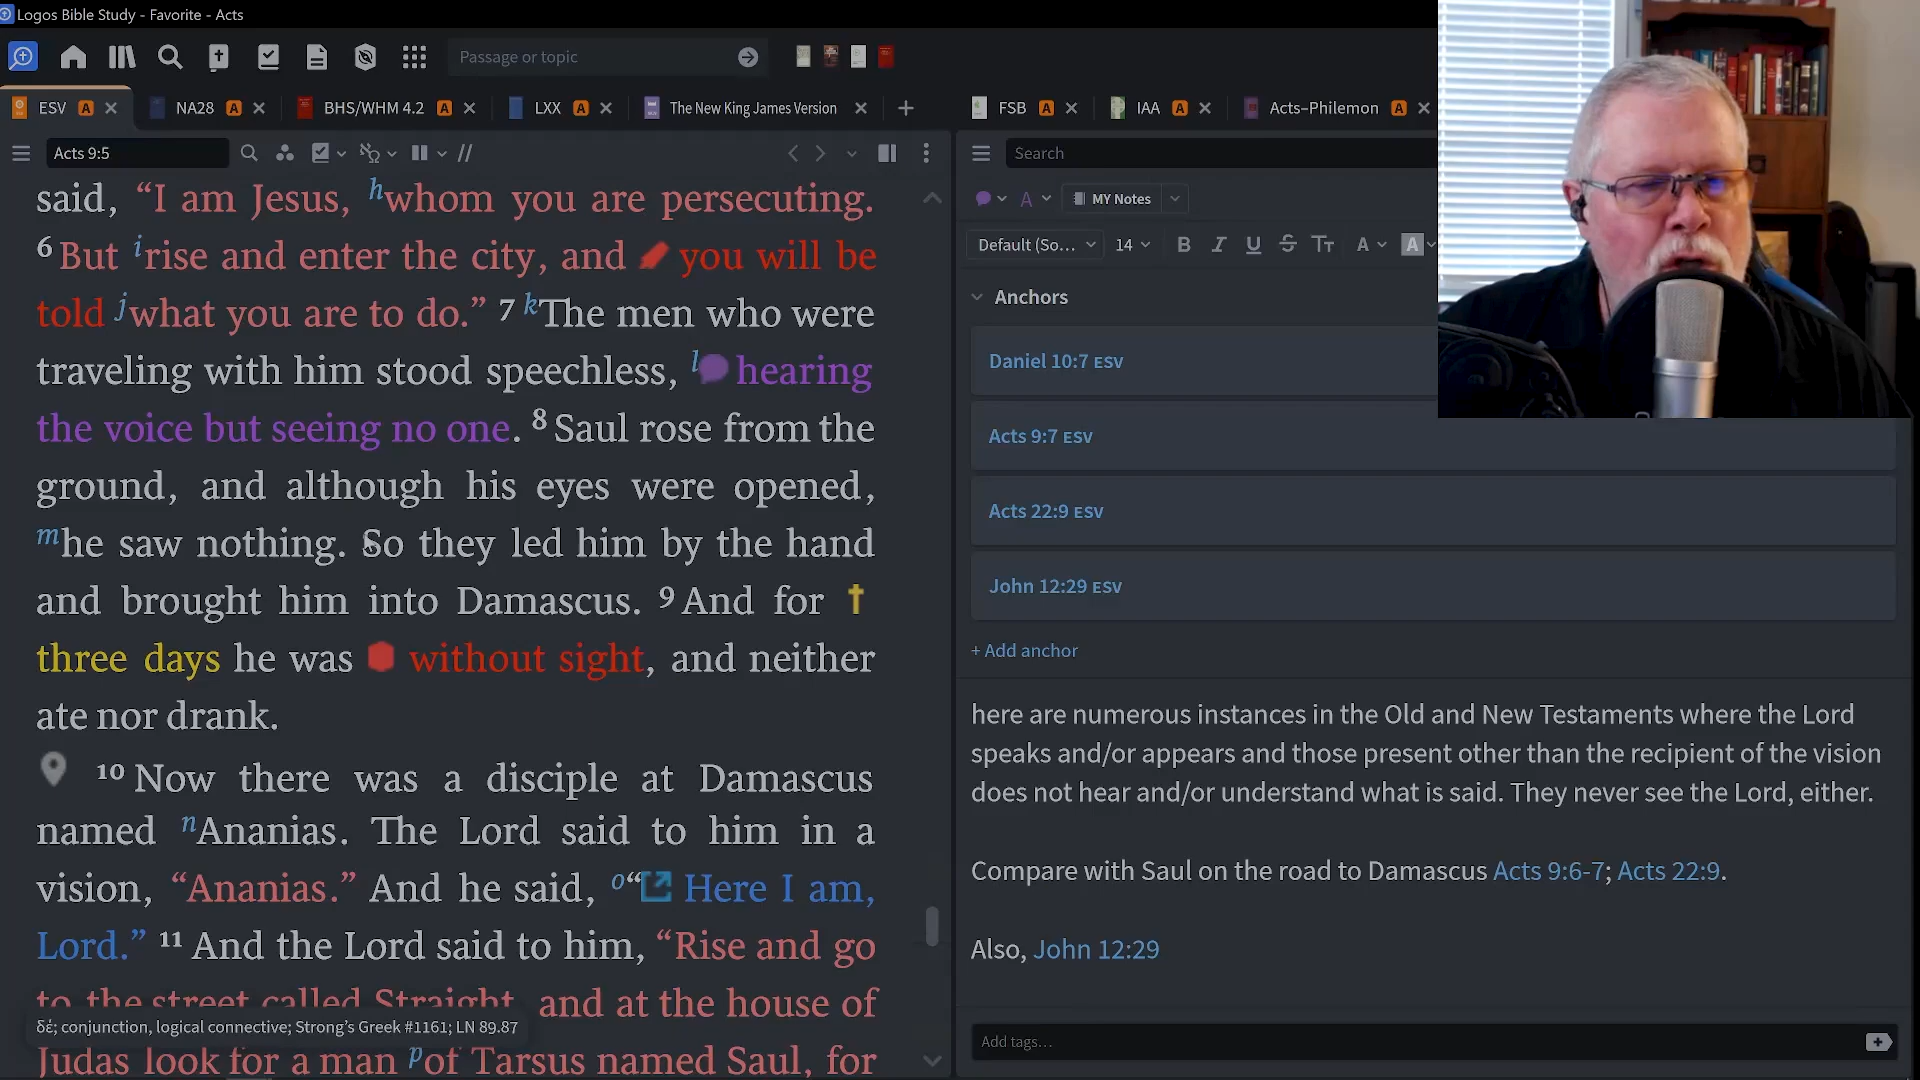 Logos Bible Study - Favorite - Acts
Passage or topic
ESV A NA28 A BHS/WHM 4.2 A LXX A The New King James Version
FSB A IAA A Acts–Philemon A
Acts 9:5
Search
A MY Notes
Default (So... 14 B I U S Tт A A
said, “I am Jesus, hwhom you are persecuting.
6 But irise and enter the city, and you will be
told jwhat you are to do.” 7 kThe men who were
traveling with him stood speechless, l hearing
the voice but seeing no one. 8 Saul rose from the
ground, and although his eyes were opened,
mhe saw nothing. So they led him by the hand
and brought him into Damascus. 9 And for
three days he was without sight, and neither
ate nor drank.
10 Now there was a disciple at Damascus
named nAnanias. The Lord said to him in a
vision, “Ananias.” And he said, o“ Here I am,
Lord.” 11 And the Lord said to him, “Rise and go
to the street called Straight, and at the house of
δέ; conjunction, logical connective; Strong’s Greek #1161; LN 89.87
Judas look for a man pof Tarsus named Saul, for
Anchors
Daniel 10:7 ESV
Acts 9:7 ESV
Acts 22:9 ESV
John 12:29 ESV
+ Add anchor
here are numerous instances in the Old and New Testaments where the Lord
speaks and/or appears and those present other than the recipient of the vision
does not hear and/or understand what is said. They never see the Lord, either.
Compare with Saul on the road to Damascus Acts 9:6-7; Acts 22:9.
Also, John 12:29
Add tags...